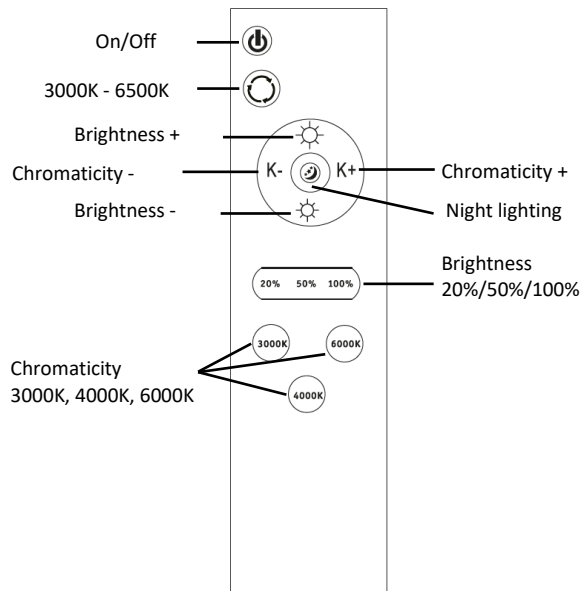 On/Off
3000K - 6500K
Brightness +
K-
K+
Chromaticity -
Chromaticity +
Brightness -
Night lighting
Brightness
20%/50%/100%
20% 50% 100%
3000K
6000K
Chromaticity
3000K, 4000K, 6000K
4000K